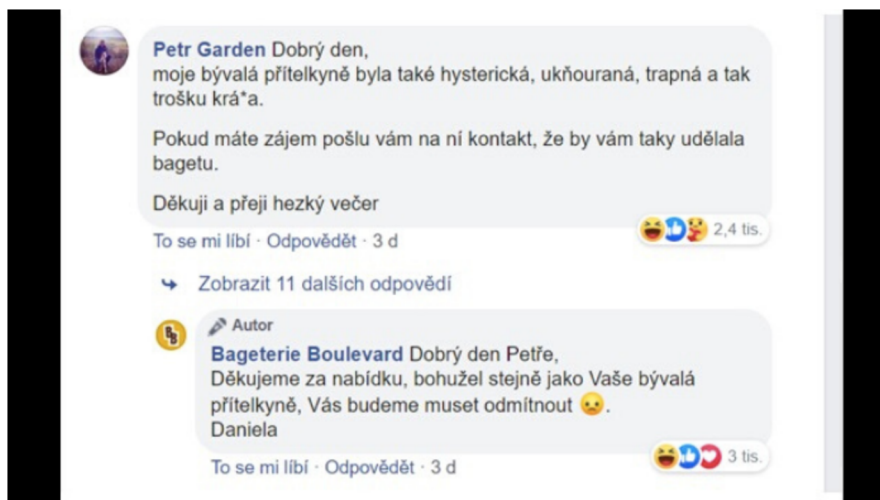 Petr Garden Dobrý den,
moje bývalá přítelkyně byla také hysterická, ukňouraná, trapná a tak
trošku krá*a.
Pokud máte zájem pošlu vám na ní kontakt, že by vám taky udělala
bagetu.
Děkuji a přeji hezký večer
2,4 tis.
To se mi líbí · Odpovědět · 3 d
Zobrazit 11 dalších odpovědí
BB
Autor
Bageterie Boulevard Dobrý den Petře,
Děkujeme za nabídku, bohužel stejně jako Vaše bývalá
přítelkyně, Vás budeme muset odmítnout 😞.
Daniela
3 tis.
To se mi líbí · Odpovědět · 3 d